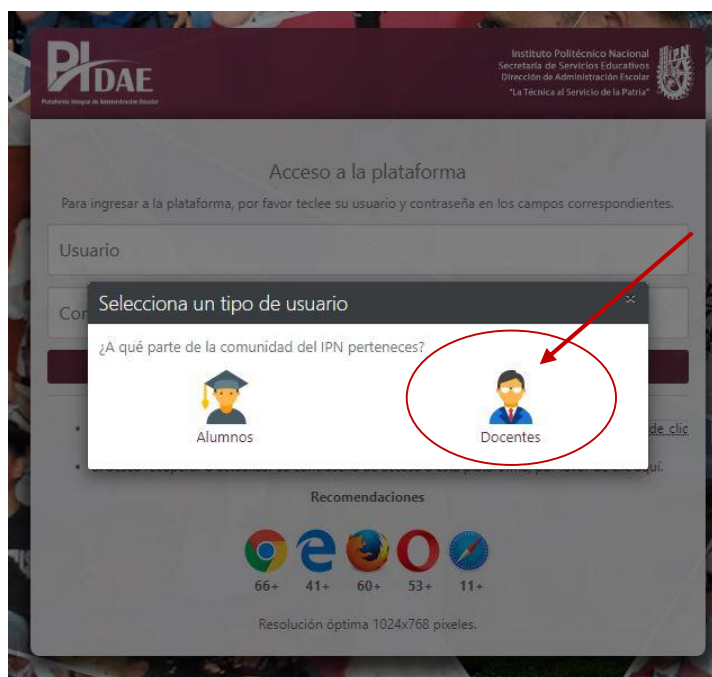 PIDAE
Plataforma Integral de Administración Escolar
Instituto Politécnico Nacional
Secretaría de Servicios Educativos
Dirección de Administración Escolar
"La Técnica al Servicio de la Patria"
IPN
Acceso a la plataforma
Para ingresar a la plataforma, por favor teclee su usuario y contraseña en los campos correspondientes.
Usuario
Con
Selecciona un tipo de usuario
×
¿A qué parte de la comunidad del IPN perteneces?
Alumnos
Docentes
de clic
Recomendaciones
66+ 41+ 60+ 53+ 11+
Resolución óptima 1024x768 pixeles.